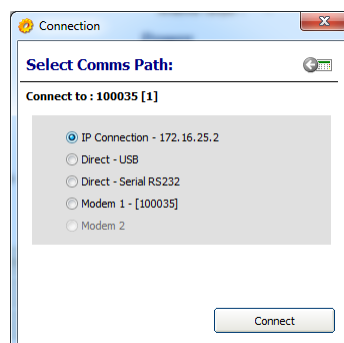 Connection
Select Comms Path:
Connect to : 100035 [1]
IP Connection - 172.16.25.2
Direct - USB
Direct - Serial RS232
Modem 1 - [100035]
Modem 2
Connect